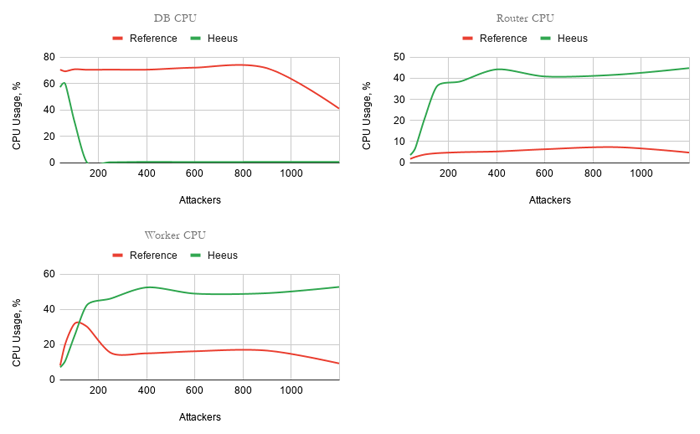 DB CPU
Reference Heeus
CPU Usage, %
80
60
40
20
0
200 400 600 800 1000
Attackers
Router CPU
Reference Heeus
CPU Usage, %
50
40
30
20
10
0
200 400 600 800 1000
Attackers
Worker CPU
Reference Heeus
CPU Usage, %
60
40
20
0
200 400 600 800 1000
Attackers